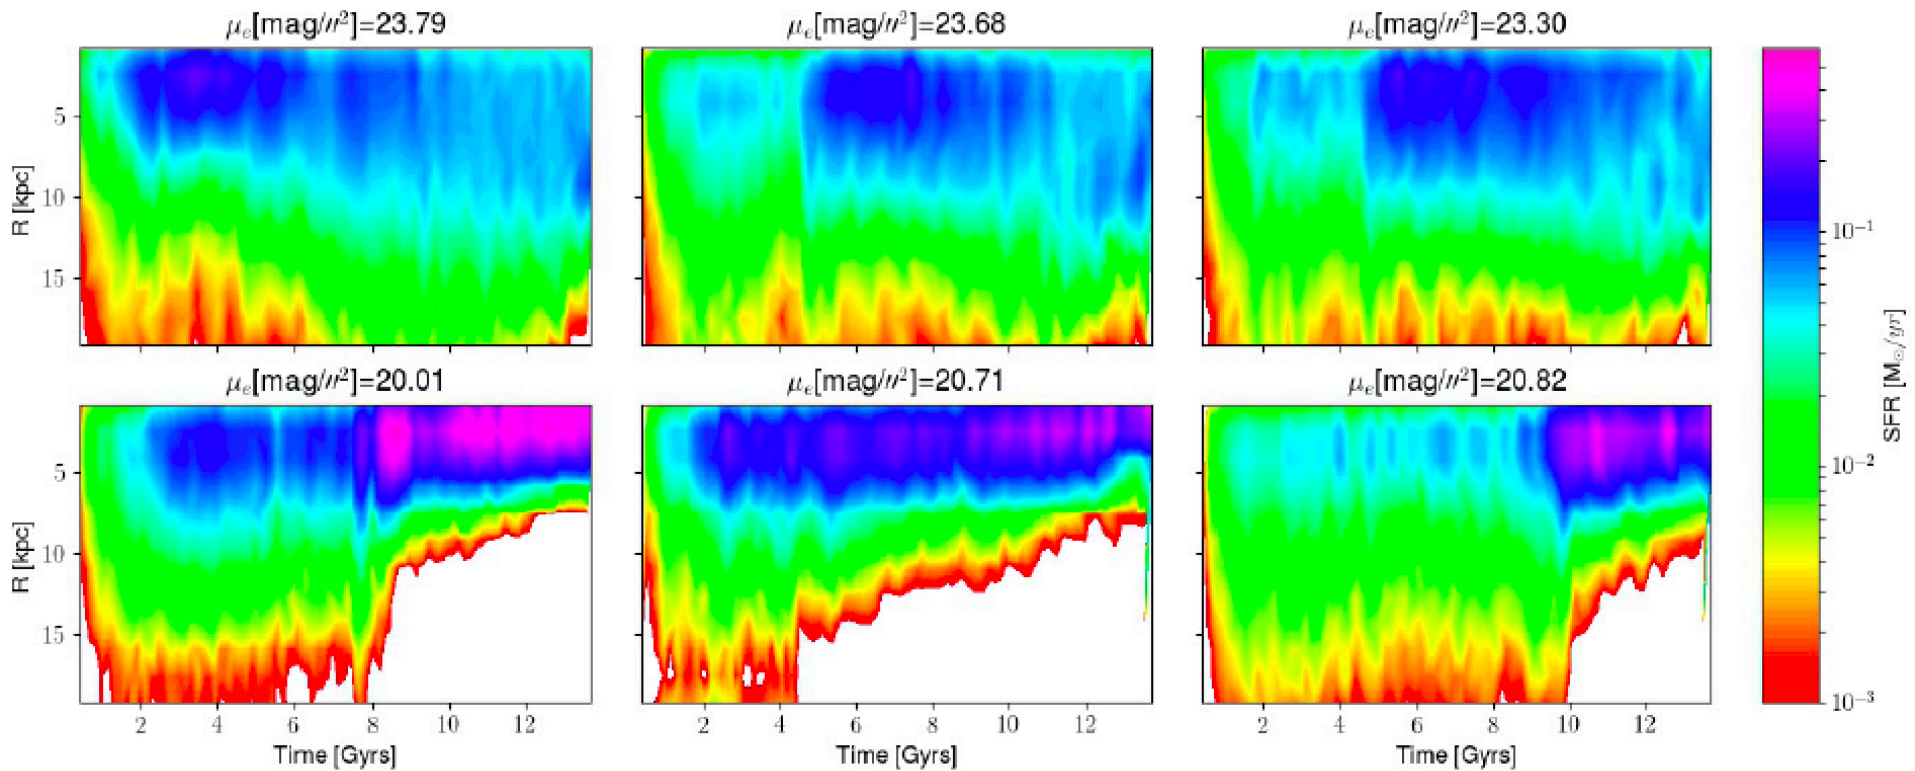 μₑ[mag/″²]=23.79
μₑ[mag/″²]=23.68
μₑ[mag/″²]=23.30
R [kpc]
5
10
15
μₑ[mag/″²]=20.01
μₑ[mag/″²]=20.71
μₑ[mag/″²]=20.82
R [kpc]
5
10
15
2 4 6 8 10 12
2 4 6 8 10 12
2 4 6 8 10 12
Time [Gyrs]
Time [Gyrs]
Time [Gyrs]
10⁻¹
10⁻²
10⁻³
SFR [M⊙/yr]